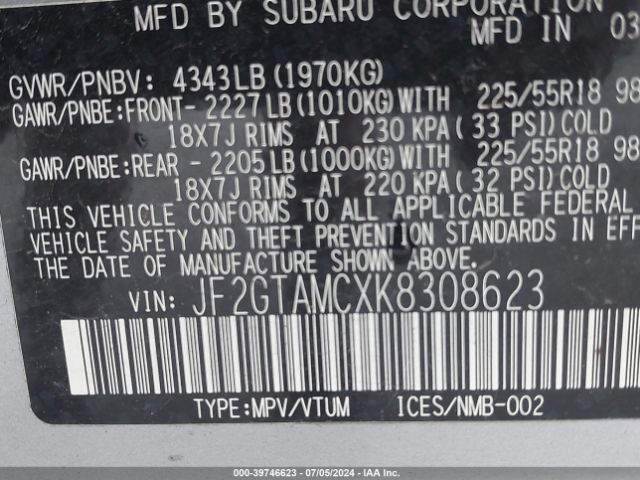 MFD BY SUBARU CORPORATION
MFD IN 03
GVWR/PNBV: 4343LB(1970KG)
GAWR/PNBE:FRONT- 2227LB(1010KG)WITH 225/55R18 98
18X7J RIMS AT 230 KPA( 33 PSI)COLD
GAWR/PNBE:REAR - 2205LB(1000KG)WITH 225/55R18 98
18X7J RIMS AT 220 KPA( 32 PSI)COLD
THIS VEHICLE CONFORMS TO ALL APPLICABLE FEDERAL
VEHICLE SAFETY AND THEFT PREVENTION STANDARDS IN EFF
THE DATE OF MANUFACTURE SHOWN ABOVE.
VIN: JF2GTAMCXK8308623
TYPE:MPV/VTUM ICES/NMB-002
000-39746623 - 07/05/2024 - IAAI.COM/CA